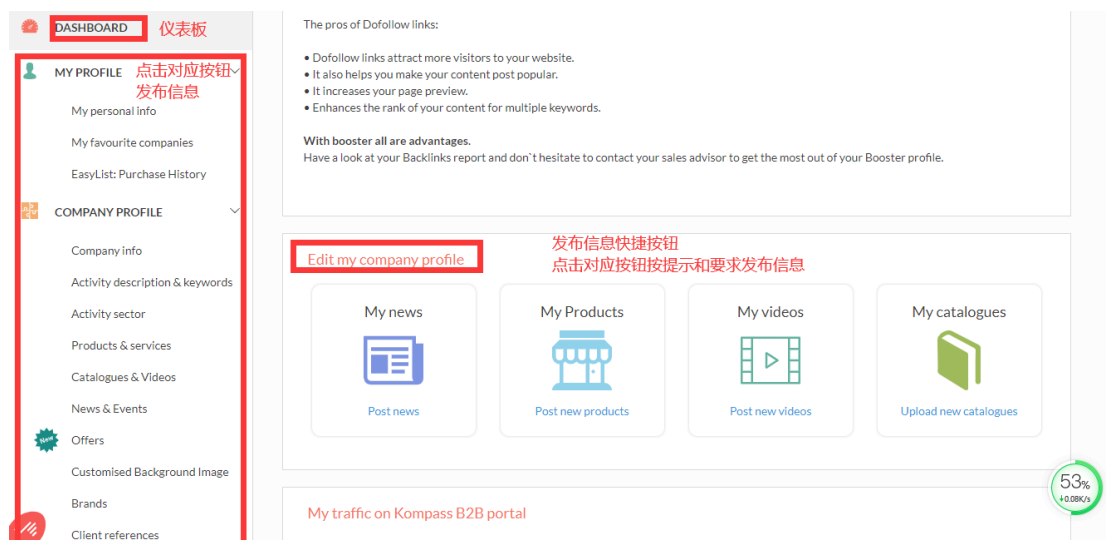 DASHBOARD
仪表板
MY PROFILE
点击对应按钮
发布信息
My personal info
My favourite companies
EasyList: Purchase History
COMPANY PROFILE
Company info
Activity description & keywords
Activity sector
Products & services
Catalogues & Videos
News & Events
New
Offers
Customised Background Image
Brands
Client references
The pros of Dofollow links:
• Dofollow links attract more visitors to your website.
• It also helps you make your content post popular.
• It increases your page preview.
• Enhances the rank of your content for multiple keywords.
With booster all are advantages.
Have a look at your Backlinks report and don`t hesitate to contact your sales advisor to get the most out of your Booster profile.
Edit my company profile
发布信息快捷按钮
点击对应按钮按提示和要求发布信息
My news
Post news
My Products
Post new products
My videos
Post new videos
My catalogues
Upload new catalogues
My traffic on Kompass B2B portal
53%
↓0.08K/s